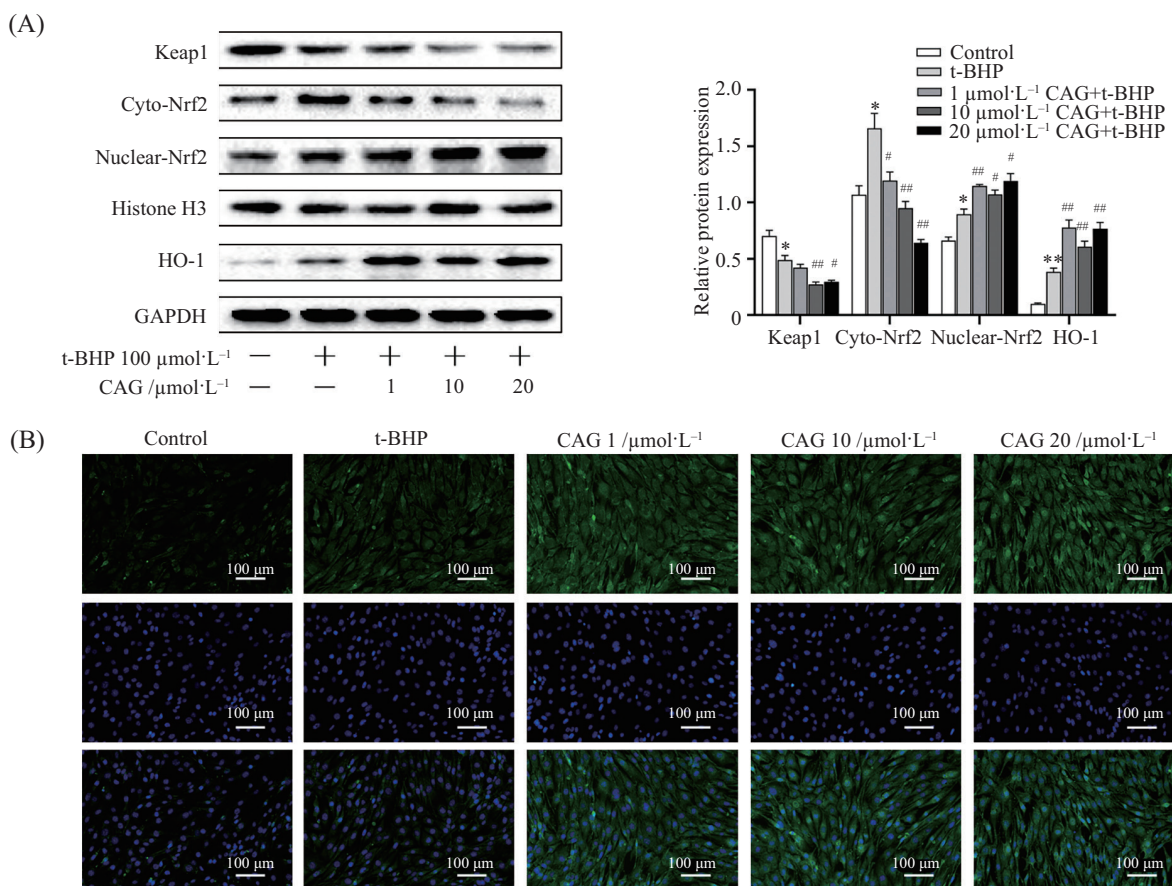 (A)
Keap1
Cyto-Nrf2
Nuclear-Nrf2
Histone H3
HO-1
GAPDH
t-BHP 100 µmol·L⁻¹ — + + + +
CAG /µmol·L⁻¹ — — 1 10 20
Control
t-BHP
1 µmol·L⁻¹ CAG+t-BHP
10 µmol·L⁻¹ CAG+t-BHP
20 µmol·L⁻¹ CAG+t-BHP
Relative protein expression
2.0
1.5
1.0
0.5
0
* ## #
* # ## ##
* ## # #
** ## ## ##
Keap1 Cyto-Nrf2 Nuclear-Nrf2 HO-1
(B)
Control t-BHP CAG 1 /µmol·L⁻¹ CAG 10 /µmol·L⁻¹ CAG 20 /µmol·L⁻¹
100 µm 100 µm 100 µm 100 µm 100 µm
100 µm 100 µm 100 µm 100 µm 100 µm
100 µm 100 µm 100 µm 100 µm 100 µm